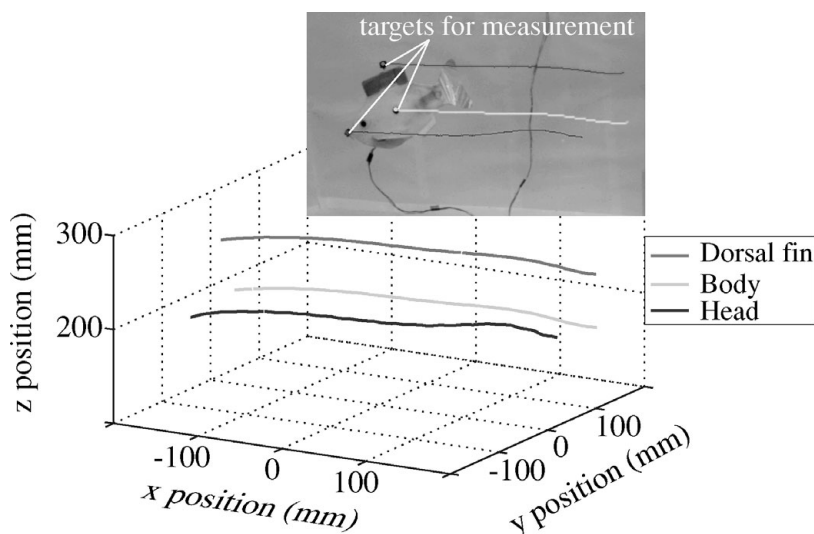 targets for measurement
300
200
z position (mm)
-100
0
100
x position (mm)
-100
0
100
y position (mm)
Dorsal fin
Body
Head